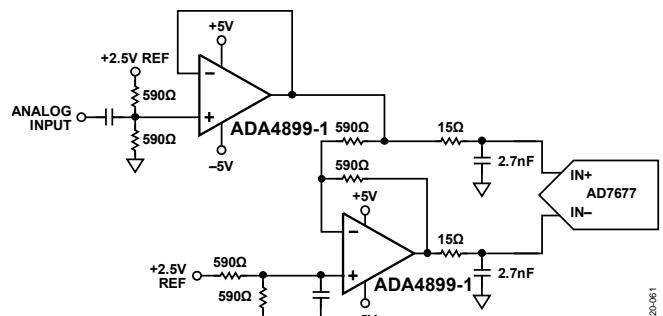 +5V
+2.5V REF
590Ω
ANALOG
INPUT
590Ω
ADA4899-1
–5V
590Ω
15Ω
590Ω
2.7nF
IN+
AD7677
IN–
+5V
15Ω
+2.5V
REF
590Ω
590Ω
ADA4899-1
2.7nF
20-061